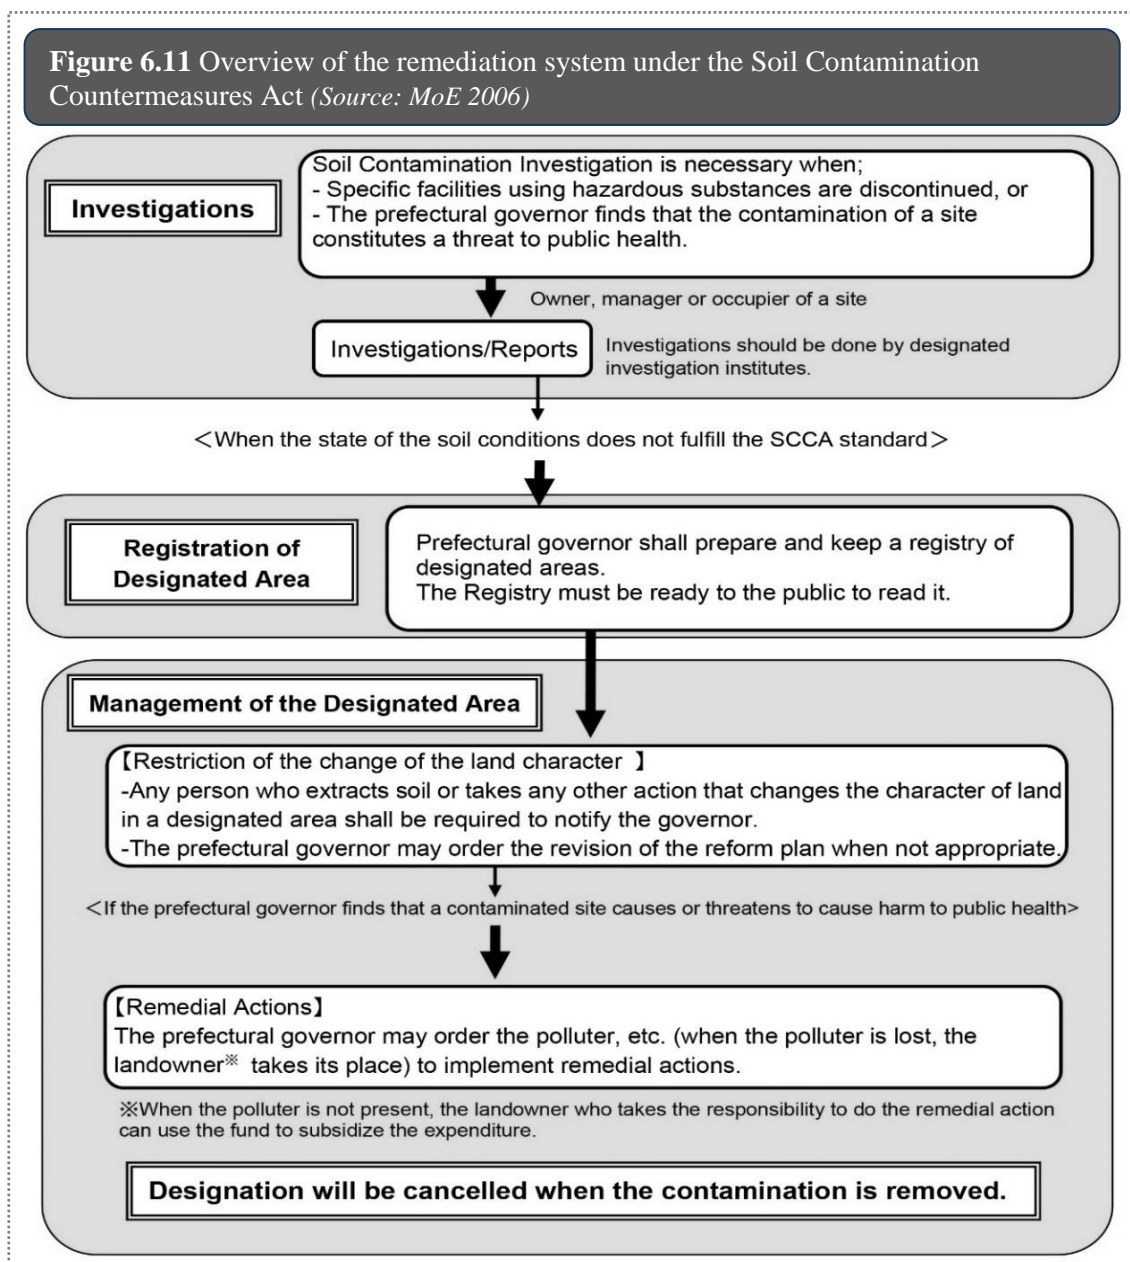 Figure 6.11 Overview of the remediation system under the Soil Contamination
Countermeasures Act (Source: MoE 2006)
Investigations
Soil Contamination Investigation is necessary when;
- Specific facilities using hazardous substances are discontinued, or
- The prefectural governor finds that the contamination of a site
constitutes a threat to public health.
Owner, manager or occupier of a site
Investigations/Reports
Investigations should be done by designated
investigation institutes.
＜When the state of the soil conditions does not fulfill the SCCA standard＞
Registration of
Designated Area
Prefectural governor shall prepare and keep a registry of
designated areas.
The Registry must be ready to the public to read it.
Management of the Designated Area
【Restriction of the change of the land character 】
-Any person who extracts soil or takes any other action that changes the character of land
in a designated area shall be required to notify the governor.
-The prefectural governor may order the revision of the reform plan when not appropriate.
＜If the prefectural governor finds that a contaminated site causes or threatens to cause harm to public health>
【Remedial Actions】
The prefectural governor may order the polluter, etc. (when the polluter is lost, the
landowner※ takes its place) to implement remedial actions.
※When the polluter is not present, the landowner who takes the responsibility to do the remedial action
can use the fund to subsidize the expenditure.
Designation will be cancelled when the contamination is removed.